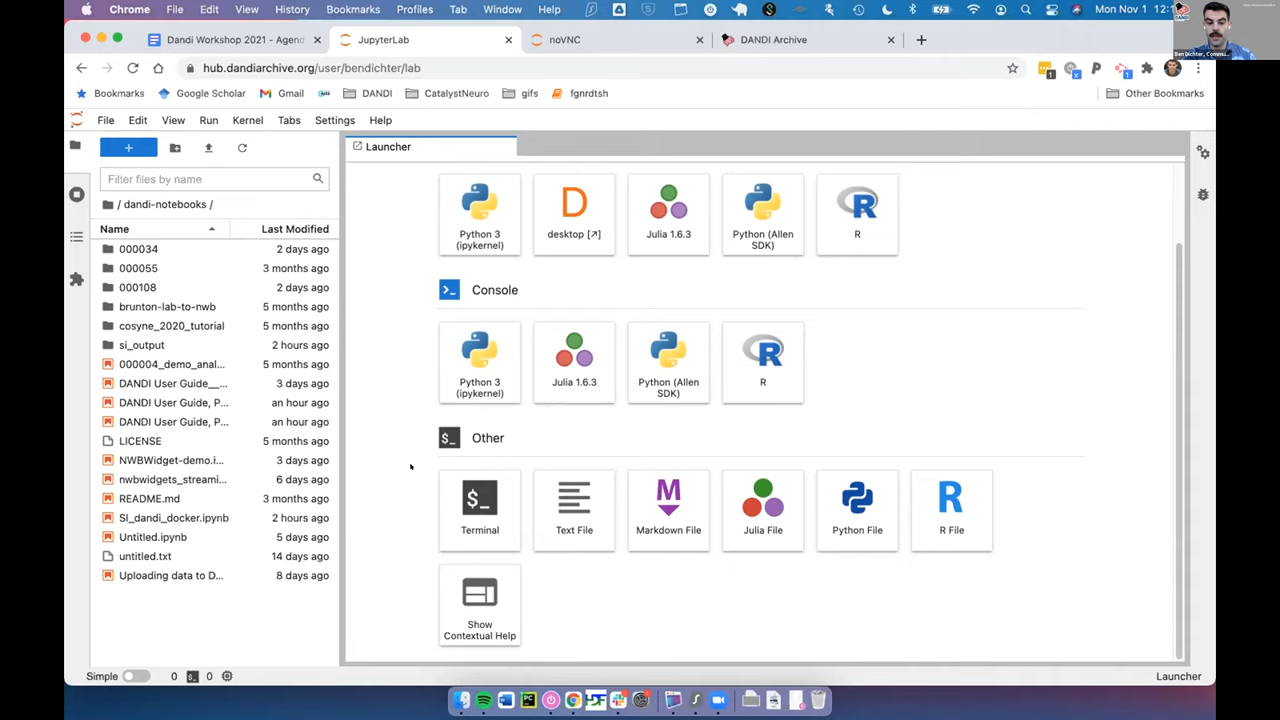 Chrome File Edit View History Bookmarks Profiles Tab Window Help
Mon Nov 1
Dandi Workshop 2021 - Agend
JupyterLab
noVNC
DANDI Archive
hub.dandiarchive.org/user/bendichter/lab
Bookmarks Google Scholar Gmail DANDI CatalystNeuro gifs fgnrdtsh Other Bookmarks
File Edit View Run Kernel Tabs Settings Help
Launcher
Filter files by name
/ dandi-notebooks /
Name Last Modified
000034 2 days ago
000055 3 months ago
000108 2 days ago
brunton-lab-to-nwb 5 months ago
cosyne_2020_tutorial 5 months ago
si_output 2 hours ago
000004_demo_anal... 5 months ago
DANDI User Guide__... 3 days ago
DANDI User Guide, P... an hour ago
DANDI User Guide, P... an hour ago
LICENSE 5 months ago
NWBWidget-demo.i... 3 days ago
nwbwidgets_streami... 6 days ago
README.md 3 months ago
SI_dandi_docker.ipynb 2 hours ago
Untitled.ipynb 5 days ago
untitled.txt 14 days ago
Uploading data to D... 8 days ago
Python 3
(ipykernel)
desktop [↗]
Julia 1.6.3
Python (Allen
SDK)
R
Console
Python 3
(ipykernel)
Julia 1.6.3
Python (Allen
SDK)
R
$_ Other
$_
Terminal
Text File
Markdown File
Julia File
Python File
R File
Show
Contextual Help
Simple 0 0
Launcher
DANDI
Ben Dichter, Commu...